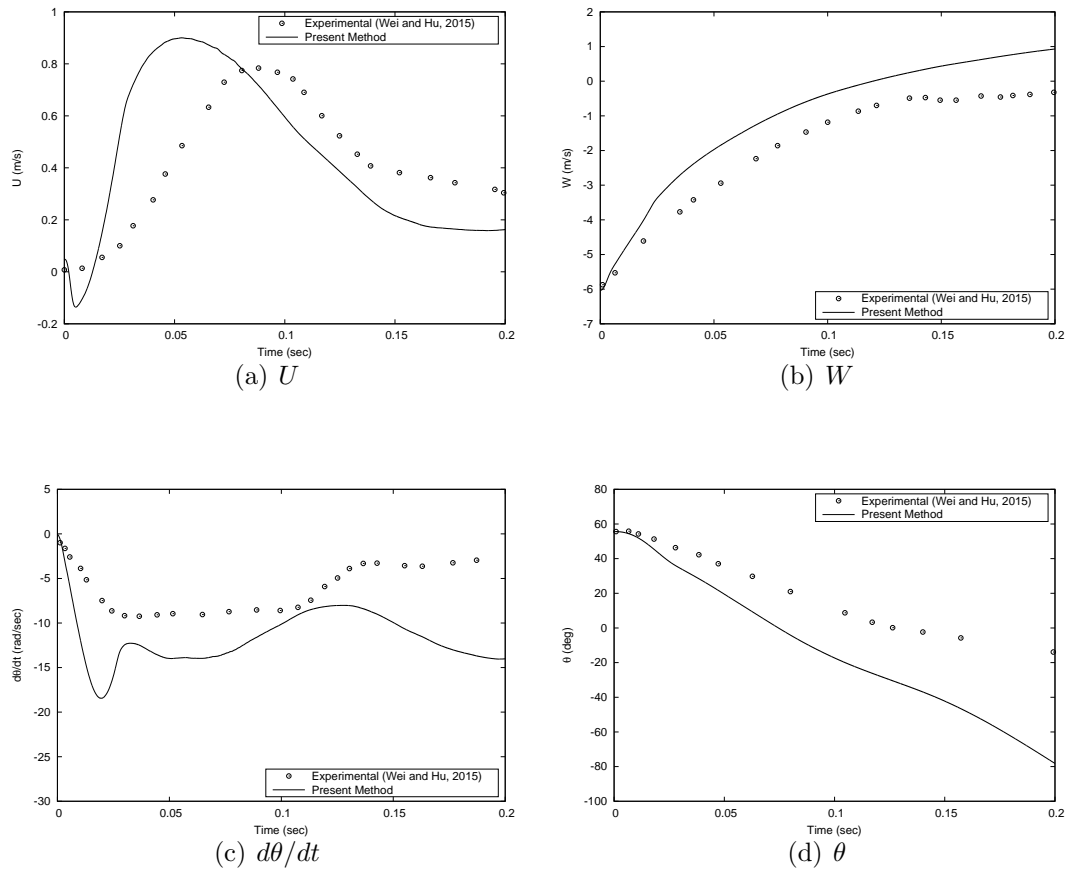 1
0.8
0.6
0.4
0.2
0
-0.2
U (m/s)
0 0.05 0.1 0.15 0.2
Time (sec)
Experimental (Wei and Hu, 2015)
Present Method
(a) U
2
1
0
-1
-2
-3
-4
-5
-6
-7
W (m/s)
0 0.05 0.1 0.15 0.2
Time (sec)
Experimental (Wei and Hu, 2015)
Present Method
(b) W
5
0
-5
-10
-15
-20
-25
-30
dθ/dt (rad/sec)
0 0.05 0.1 0.15 0.2
Time (sec)
Experimental (Wei and Hu, 2015)
Present Method
(c) dθ/dt
80
60
40
20
0
-20
-40
-60
-80
-100
θ (deg)
0 0.05 0.1 0.15 0.2
Time (sec)
Experimental (Wei and Hu, 2015)
Present Method
(d) θ